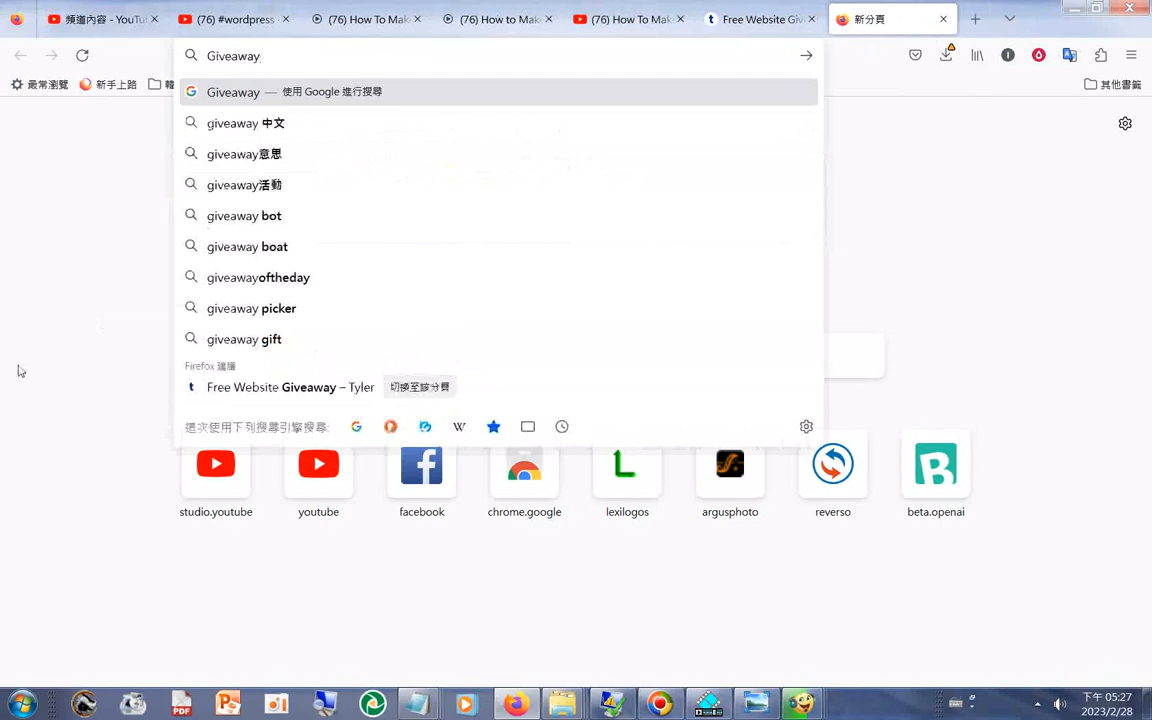 頻道內容 - YouTu
(76) #wordpress
(76) How To Mak
(76) How to Mak
(76) How To Mak
Free Website Giv
新分頁
Giveaway
最常瀏覽
新手上路
其他書籤
Giveaway — 使用 Google 進行搜尋
giveaway 中文
giveaway意思
giveaway活動
giveaway bot
giveaway boat
giveawayoftheday
giveaway picker
giveaway gift
Firefox 建議
Free Website Giveaway – Tyler 切換至該分頁
這次使用下列搜尋引擎搜尋:
studio.youtube
youtube
facebook
chrome.google
lexilogos
argusphoto
reverso
beta.openai
下午 05:27
2023/2/28